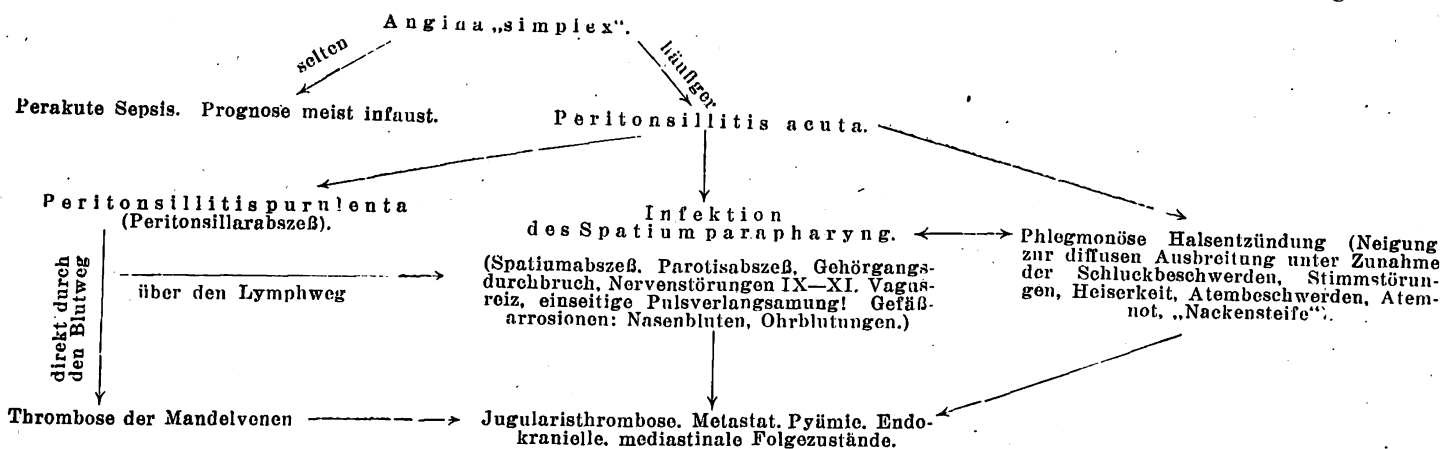 Angina „simplex“.
selten
häufiger
Perakute Sepsis. Prognose meist infaust.
Peritonsillitis acuta.
Peritonsillitis purulenta
(Peritonsillarabszeß).
Infektion
des Spatium parapharyng.
(Spatiumabszeß. Parotisabszeß, Gehörgangs-
durchbruch, Nervenstörungen IX—XI. Vagus-
reiz, einseitige Pulsverlangsamung! Gefäß-
arrosionen: Nasenbluten, Ohrblutungen.)
Phlegmonöse Halsentzündung (Neigung
zur diffusen Ausbreitung unter Zunahme
der Schluckbeschwerden, Stimmstörun-
gen, Heiserkeit, Atembeschwerden, Atem-
not, „Nackensteife“).
direkt durch
den Blutweg
über den Lymphweg
Thrombose der Mandelvenen
Jugularisthrombose. Metastat. Pyämie. Endo-
kranielle, mediastinale Folgezustände.